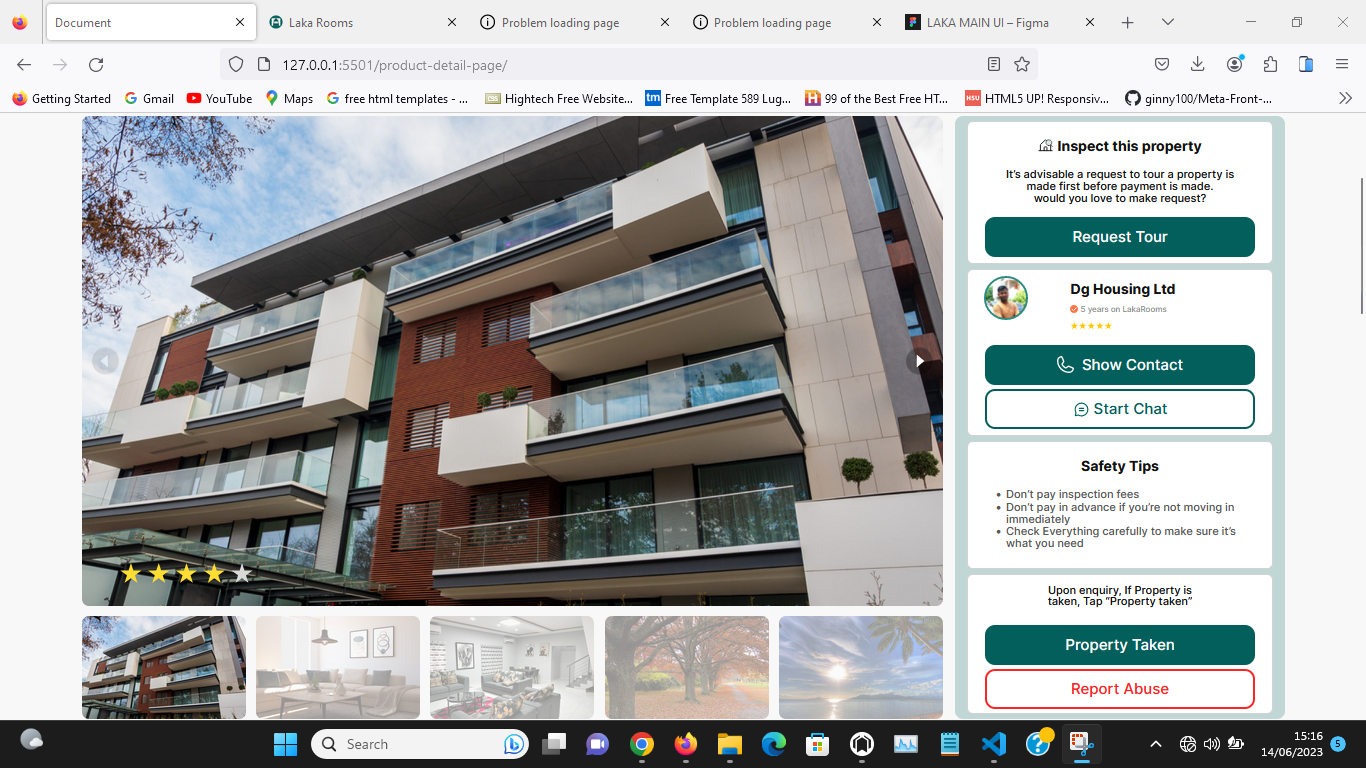 Document
Laka Rooms
Problem loading page
Problem loading page
LAKA MAIN UI – Figma
127.0.0.1:5501/product-detail-page/
Getting Started
Gmail
YouTube
Maps
free html templates - ...
CSS
Hightech Free Website...
tm
Free Template 589 Lug...
H
99 of the Best Free HT...
HSU
HTML5 UP! Responsiv...
ginny100/Meta-Front-...
Inspect this property
It's advisable a request to tour a property is
made first before payment is made.
would you love to make request?
Request Tour
Dg Housing Ltd
5 years on LakaRooms
Show Contact
Start Chat
Safety Tips
Don't pay inspection fees
Don't pay in advance if you're not moving in
immediately
Check Everything carefully to make sure it's
what you need
Upon enquiry, If Property is
taken, Tap "Property taken"
Property Taken
Report Abuse
Search
15:16
14/06/2023
5